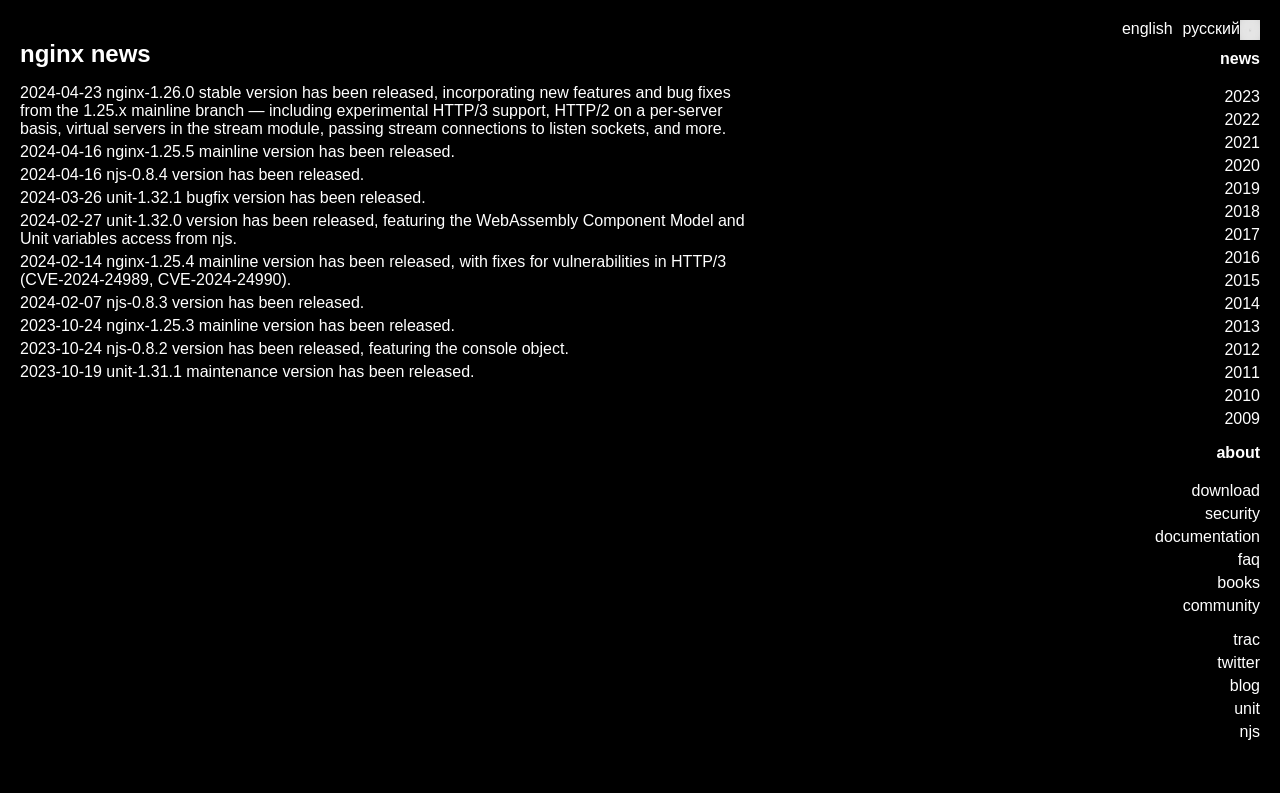 english русский
nginx news
news
2024-04-23 nginx-1.26.0 stable version has been released, incorporating new features and bug fixes
from the 1.25.x mainline branch — including experimental HTTP/3 support, HTTP/2 on a per-server
basis, virtual servers in the stream module, passing stream connections to listen sockets, and more.
2024-04-16 nginx-1.25.5 mainline version has been released.
2024-04-16 njs-0.8.4 version has been released.
2024-03-26 unit-1.32.1 bugfix version has been released.
2024-02-27 unit-1.32.0 version has been released, featuring the WebAssembly Component Model and
Unit variables access from njs.
2024-02-14 nginx-1.25.4 mainline version has been released, with fixes for vulnerabilities in HTTP/3
(CVE-2024-24989, CVE-2024-24990).
2024-02-07 njs-0.8.3 version has been released.
2023-10-24 nginx-1.25.3 mainline version has been released.
2023-10-24 njs-0.8.2 version has been released, featuring the console object.
2023-10-19 unit-1.31.1 maintenance version has been released.
2023
2022
2021
2020
2019
2018
2017
2016
2015
2014
2013
2012
2011
2010
2009
about
download
security
documentation
faq
books
community
trac
twitter
blog
unit
njs